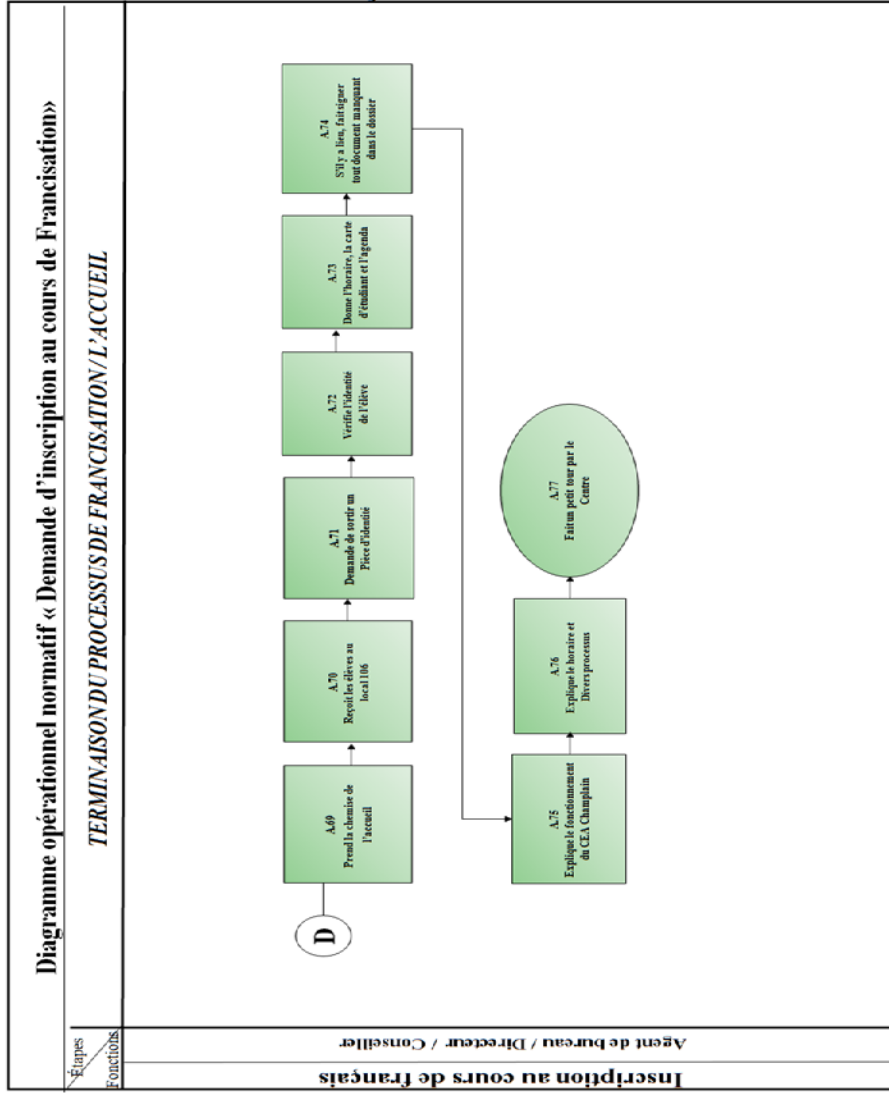 Diagramme opérationnel normatif « Demande d’inscription au cours de Francisation»
Étapes
Fonctions
TERMINAISON DU PROCESSUS DE FRANCISATION/L’ACCUEIL
Inscription au cours de français
Agent de bureau / Directeur / Conseiller
D
A.69
Prend la chemise de
l’accueil
A.70
Reçoit les élèves au
local 106
A.71
Demande de sortir un
Pièce d’identité
A.72
Vérifie l’identité
de l’élève
A.73
Donne l’horaire, la carte
d’étudiant et l’agenda
A.74
S’il y a lieu, fait signer
tout document manquant
dans le dossier
A.75
Explique le fonctionnement
du CEA Champlain
A.76
Explique le horaire et
Divers processus
A.77
Fait un petit tour par le
Centre